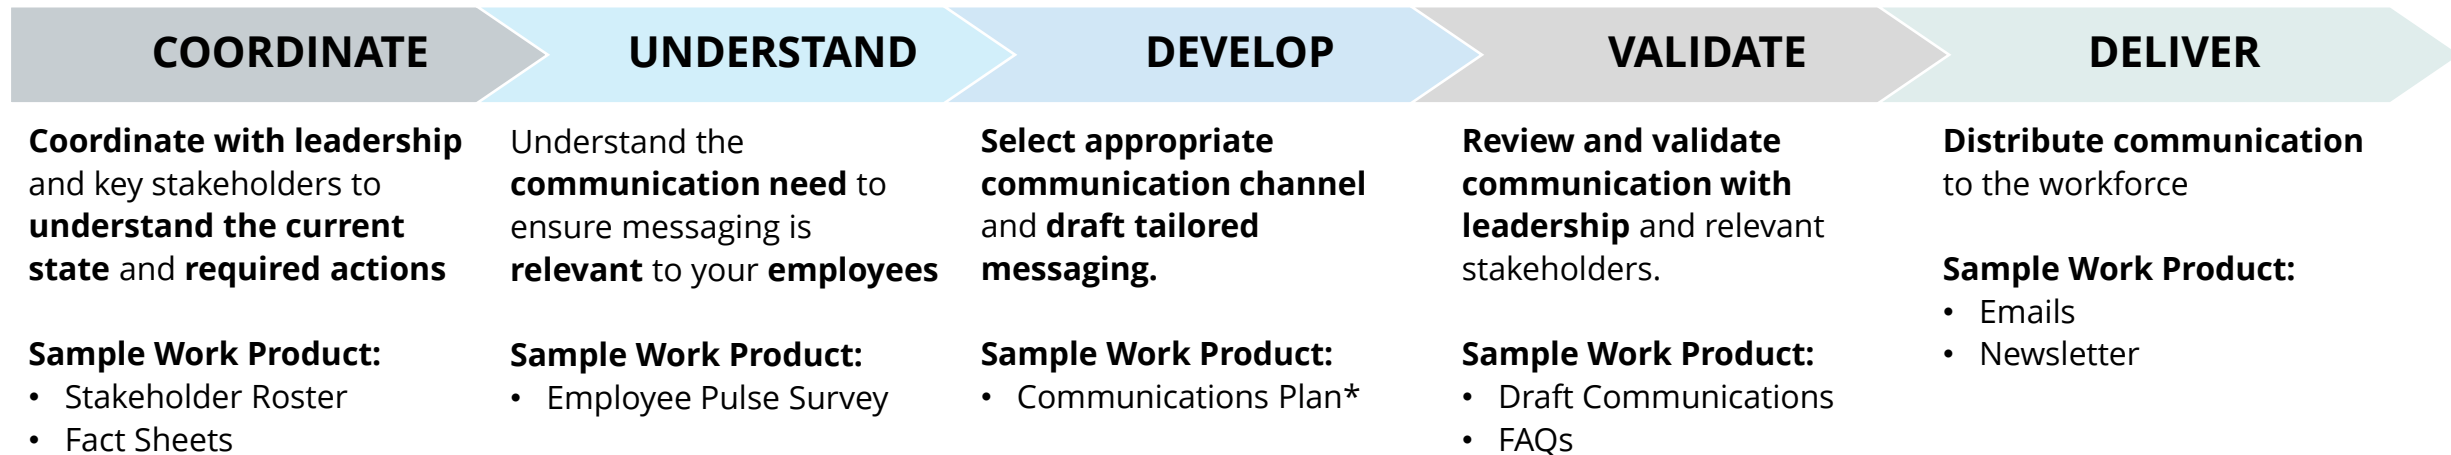 COORDINATE
UNDERSTAND
DEVELOP
VALIDATE
DELIVER
Coordinate with leadership
and key stakeholders to
understand the current
state and required actions
Sample Work Product:
• Stakeholder Roster
• Fact Sheets
Understand the
communication need to
ensure messaging is
relevant to your employees
Sample Work Product:
• Employee Pulse Survey
Select appropriate
communication channel
and draft tailored
messaging.
Sample Work Product:
• Communications Plan*
Review and validate
communication with
leadership and relevant
stakeholders.
Sample Work Product:
• Draft Communications
• FAQs
Distribute communication
to the workforce
Sample Work Product:
• Emails
• Newsletter